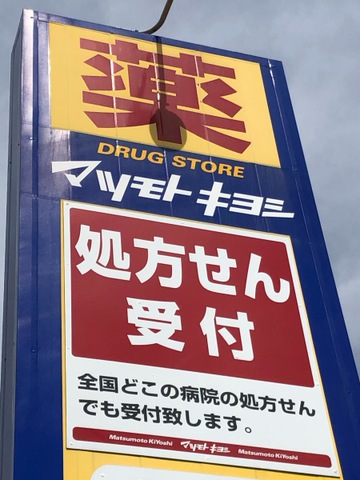 薬
DRUG STORE
マツモトキヨシ
処方せん
受付
全国どこの病院の処方せん
でも受付致します。
Matsumoto KiYoshi マツモトキヨシ Matsumoto KiYoshi